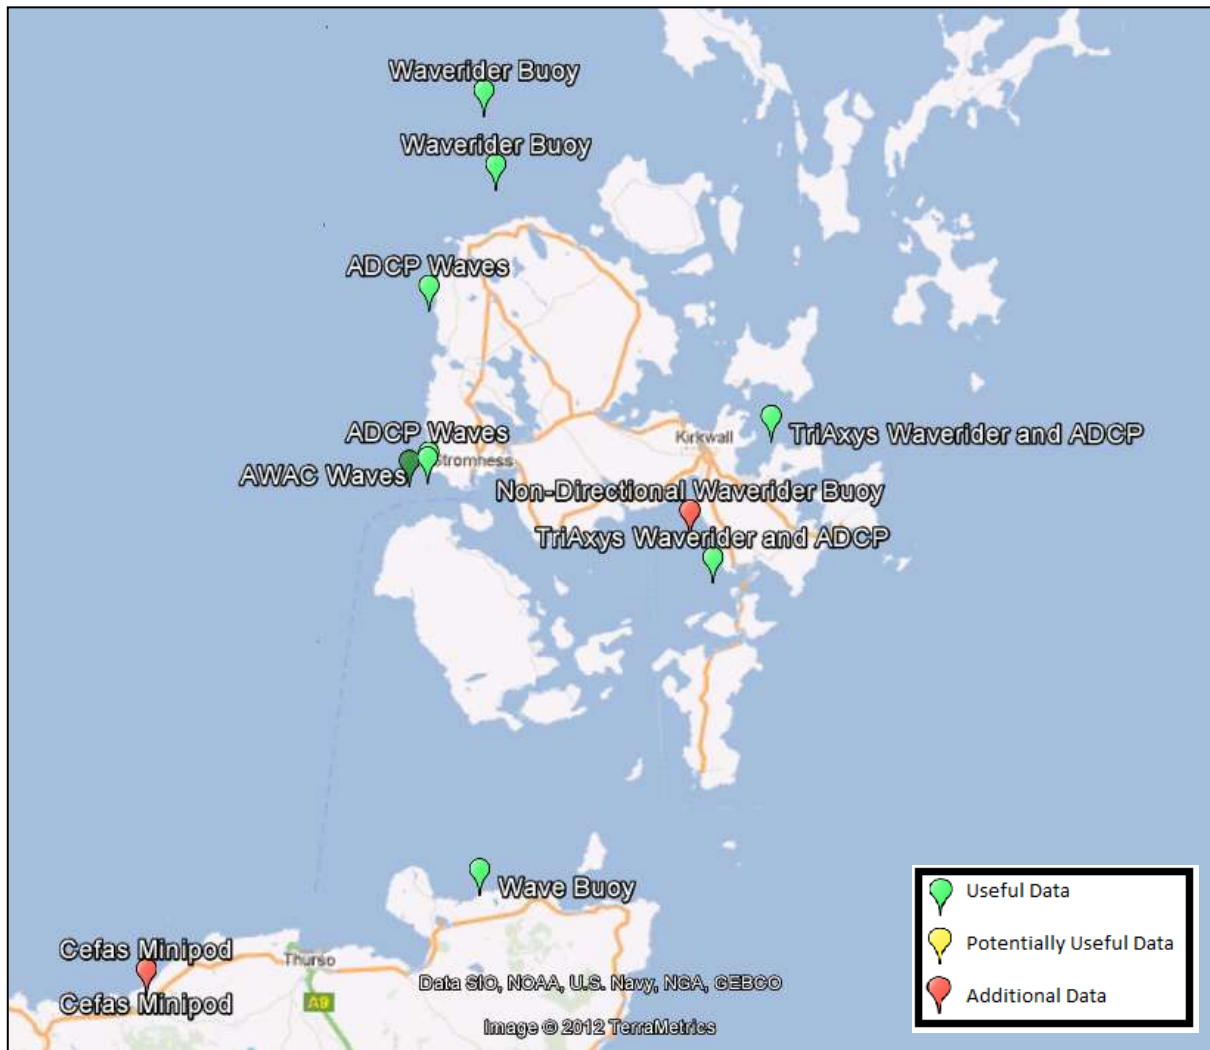 Waverider Buoy
Waverider Buoy
ADCP Waves
ADCP Waves
Stromness
AWAC Waves
Kirkwall
TriAxys Waverider and ADCP
Non-Directional Waverider Buoy
TriAxys Waverider and ADCP
Wave Buoy
Cefas Minipod
Thurso
Cefas Minipod
A9
Data SIO, NOAA, U.S. Navy, NGA, GEBCO
Image © 2012 TerraMetrics
Useful Data
Potentially Useful Data
Additional Data